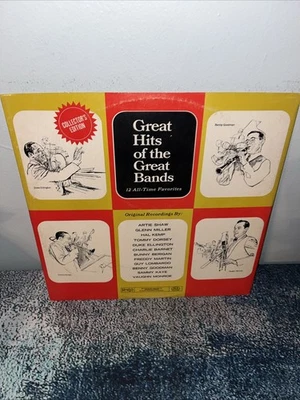 COLLECTOR'S
EDITION
Great
Hits
of the
Great
Bands
12 All-Time Favorites
Benny Goodman
Original Recordings By:
ARTIE SHAW
GLENN MILLER
HAL KEMP
TOMMY DORSEY
DUKE ELLINGTON
CHARLIE BARNET
BUNNY BERIGAN
FREDDY MARTIN
GUY LOMBARDO
BENNY GOODMAN
SAMMY KAYE
VAUGHN MONROE